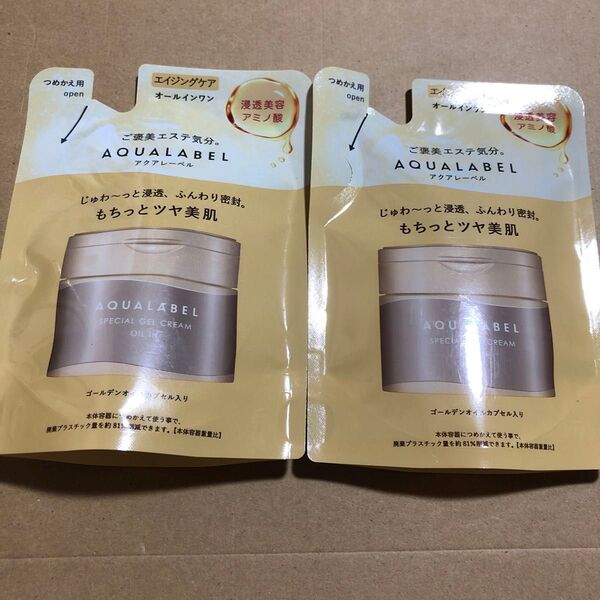 つめかえ用
open
エイジングケア
オールインワン
浸透美容
アミノ酸
ご褒美エステ気分。
AQUALABEL
アクアレーベル
じゅわ〜っと浸透、ふんわり密封。
もちっとツヤ美肌
AQUALABEL
SPECIAL GEL CREAM
OIL IN
ゴールデンオイルカプセル入り
本体容器につめかえて使う事で、
廃棄プラスチック量を約81%削減できます。【本体容器重量比】
つめかえ用
open
オールインワン
浸透美容
アミノ酸
ご褒美エステ気分。
AQUALABEL
アクアレーベル
じゅわ〜っと浸透、ふんわり密封。
もちっとツヤ美肌
AQUALABEL
SPECIAL CREAM
ゴールデンオイルカプセル入り
本体容器につめかえて使う事で、
廃棄プラスチック量を約81%削減できます。【本体容器重量比】